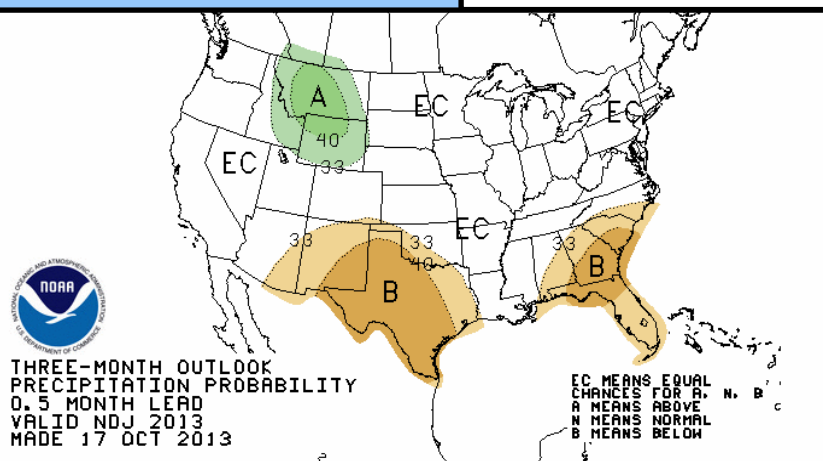 A
EC
EC
40
EC
33
EC
33
33
33
40
B
B
NATIONAL OCEANIC AND ATMOSPHERIC ADMINISTRATION
NOAA
U.S. DEPARTMENT OF COMMERCE
THREE-MONTH OUTLOOK
PRECIPITATION PROBABILITY
0.5 MONTH LEAD
VALID NDJ 2013
MADE 17 OCT 2013
EC MEANS EQUAL
CHANCES FOR A, N, B
A MEANS ABOVE
N MEANS NORMAL
B MEANS BELOW